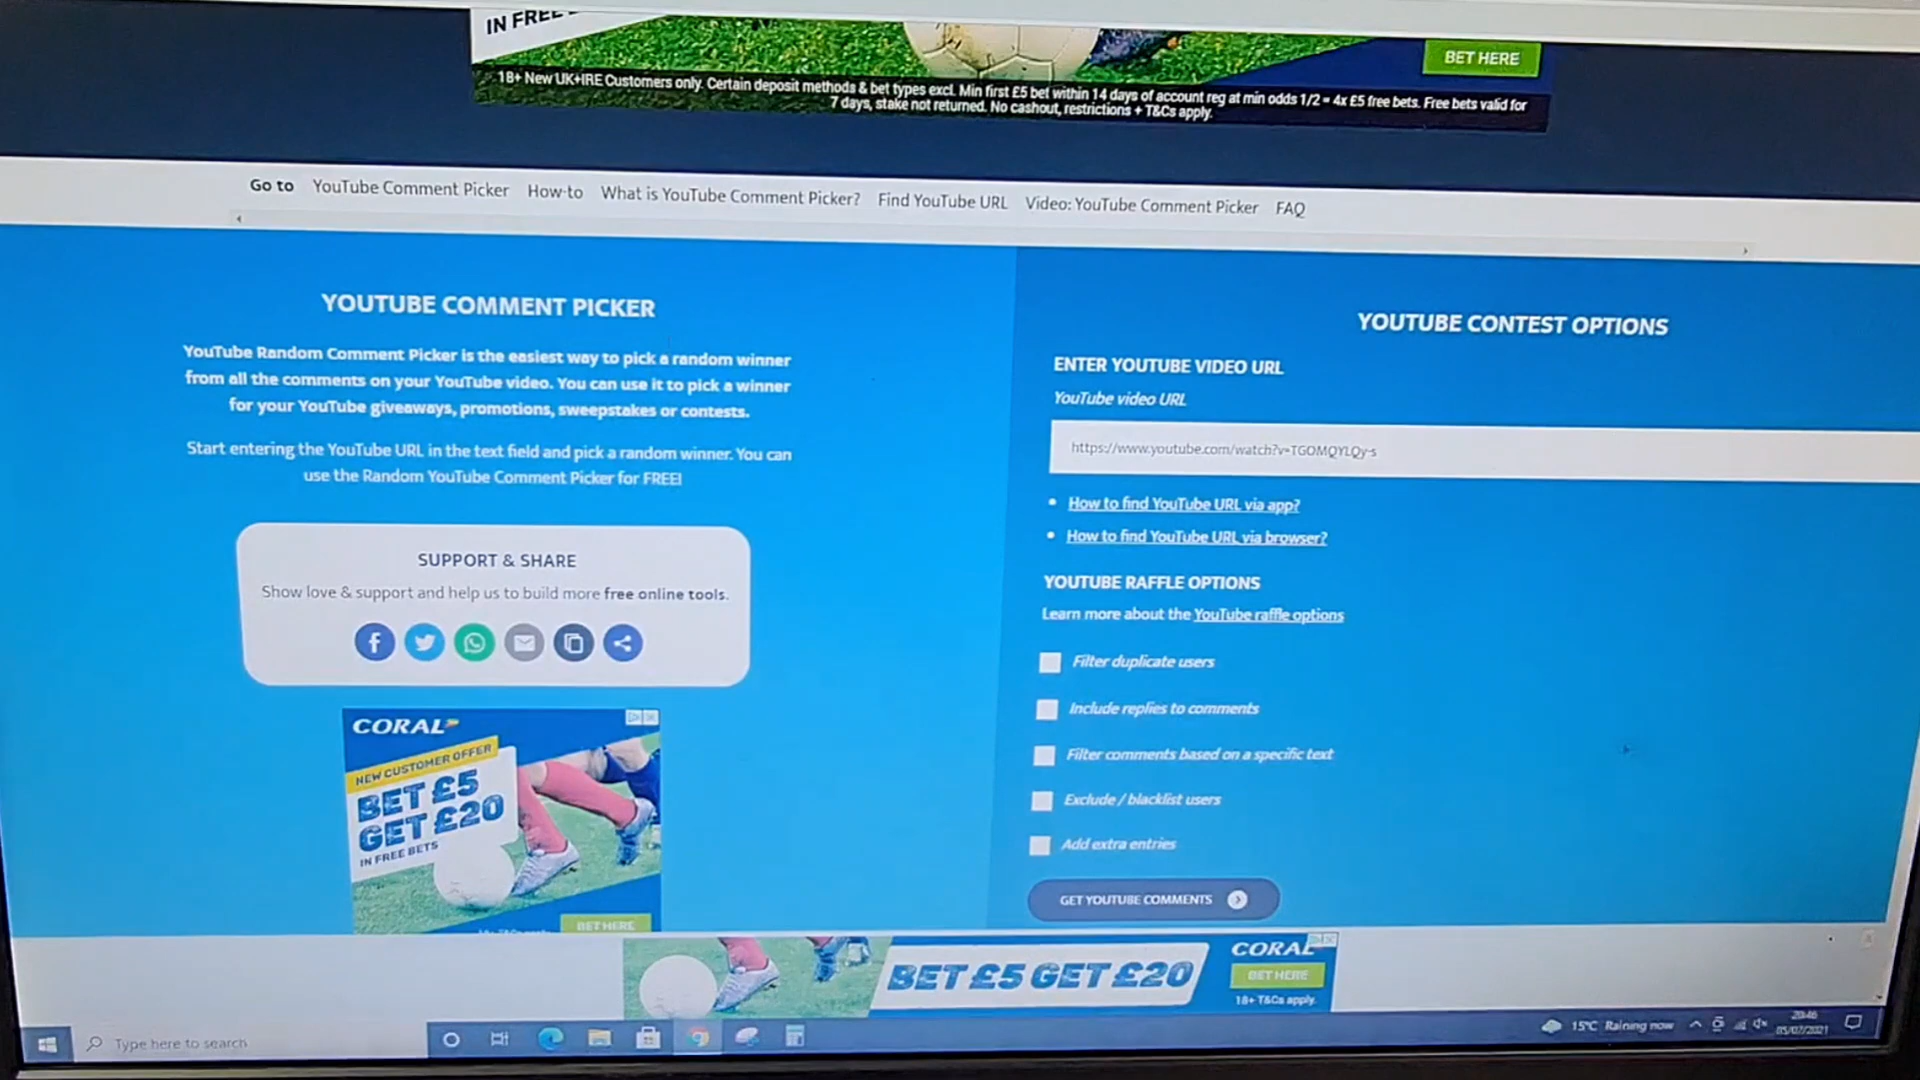 IN FREE
BET HERE
18+ New UK+IRE Customers only. Certain deposit methods & bet types excl. Min first £5 bet within 14 days of account reg at min odds 1/2 = 4x £5 free bets. Free bets valid for
7 days, stake not returned. No cashout, restrictions + T&Cs apply.
Go to YouTube Comment Picker How-to What is YouTube Comment Picker? Find YouTube URL Video: YouTube Comment Picker FAQ
YOUTUBE COMMENT PICKER
YouTube Random Comment Picker is the easiest way to pick a random winner
from all the comments on your YouTube video. You can use it to pick a winner
for your YouTube giveaways, promotions, sweepstakes or contests.
Start entering the YouTube URL in the text field and pick a random winner. You can
use the Random YouTube Comment Picker for FREE!
SUPPORT & SHARE
Show love & support and help us to build more free online tools.
CORAL
NEW CUSTOMER OFFER
BET £5
GET £20
IN FREE BETS
BET HERE
YOUTUBE CONTEST OPTIONS
ENTER YOUTUBE VIDEO URL
YouTube video URL
https://www.youtube.com/watch?v=TGOMQYLQy-s
How to find YouTube URL via app?
How to find YouTube URL via browser?
YOUTUBE RAFFLE OPTIONS
Learn more about the YouTube raffle options
Filter duplicate users
Include replies to comments
Filter comments based on a specific text
Exclude / blacklist users
Add extra entries
GET YOUTUBE COMMENTS
BET £5 GET £20
CORAL
BET HERE
18+ T&Cs apply.
Type here to search
15°C Raining now
20:46
05/07/2021